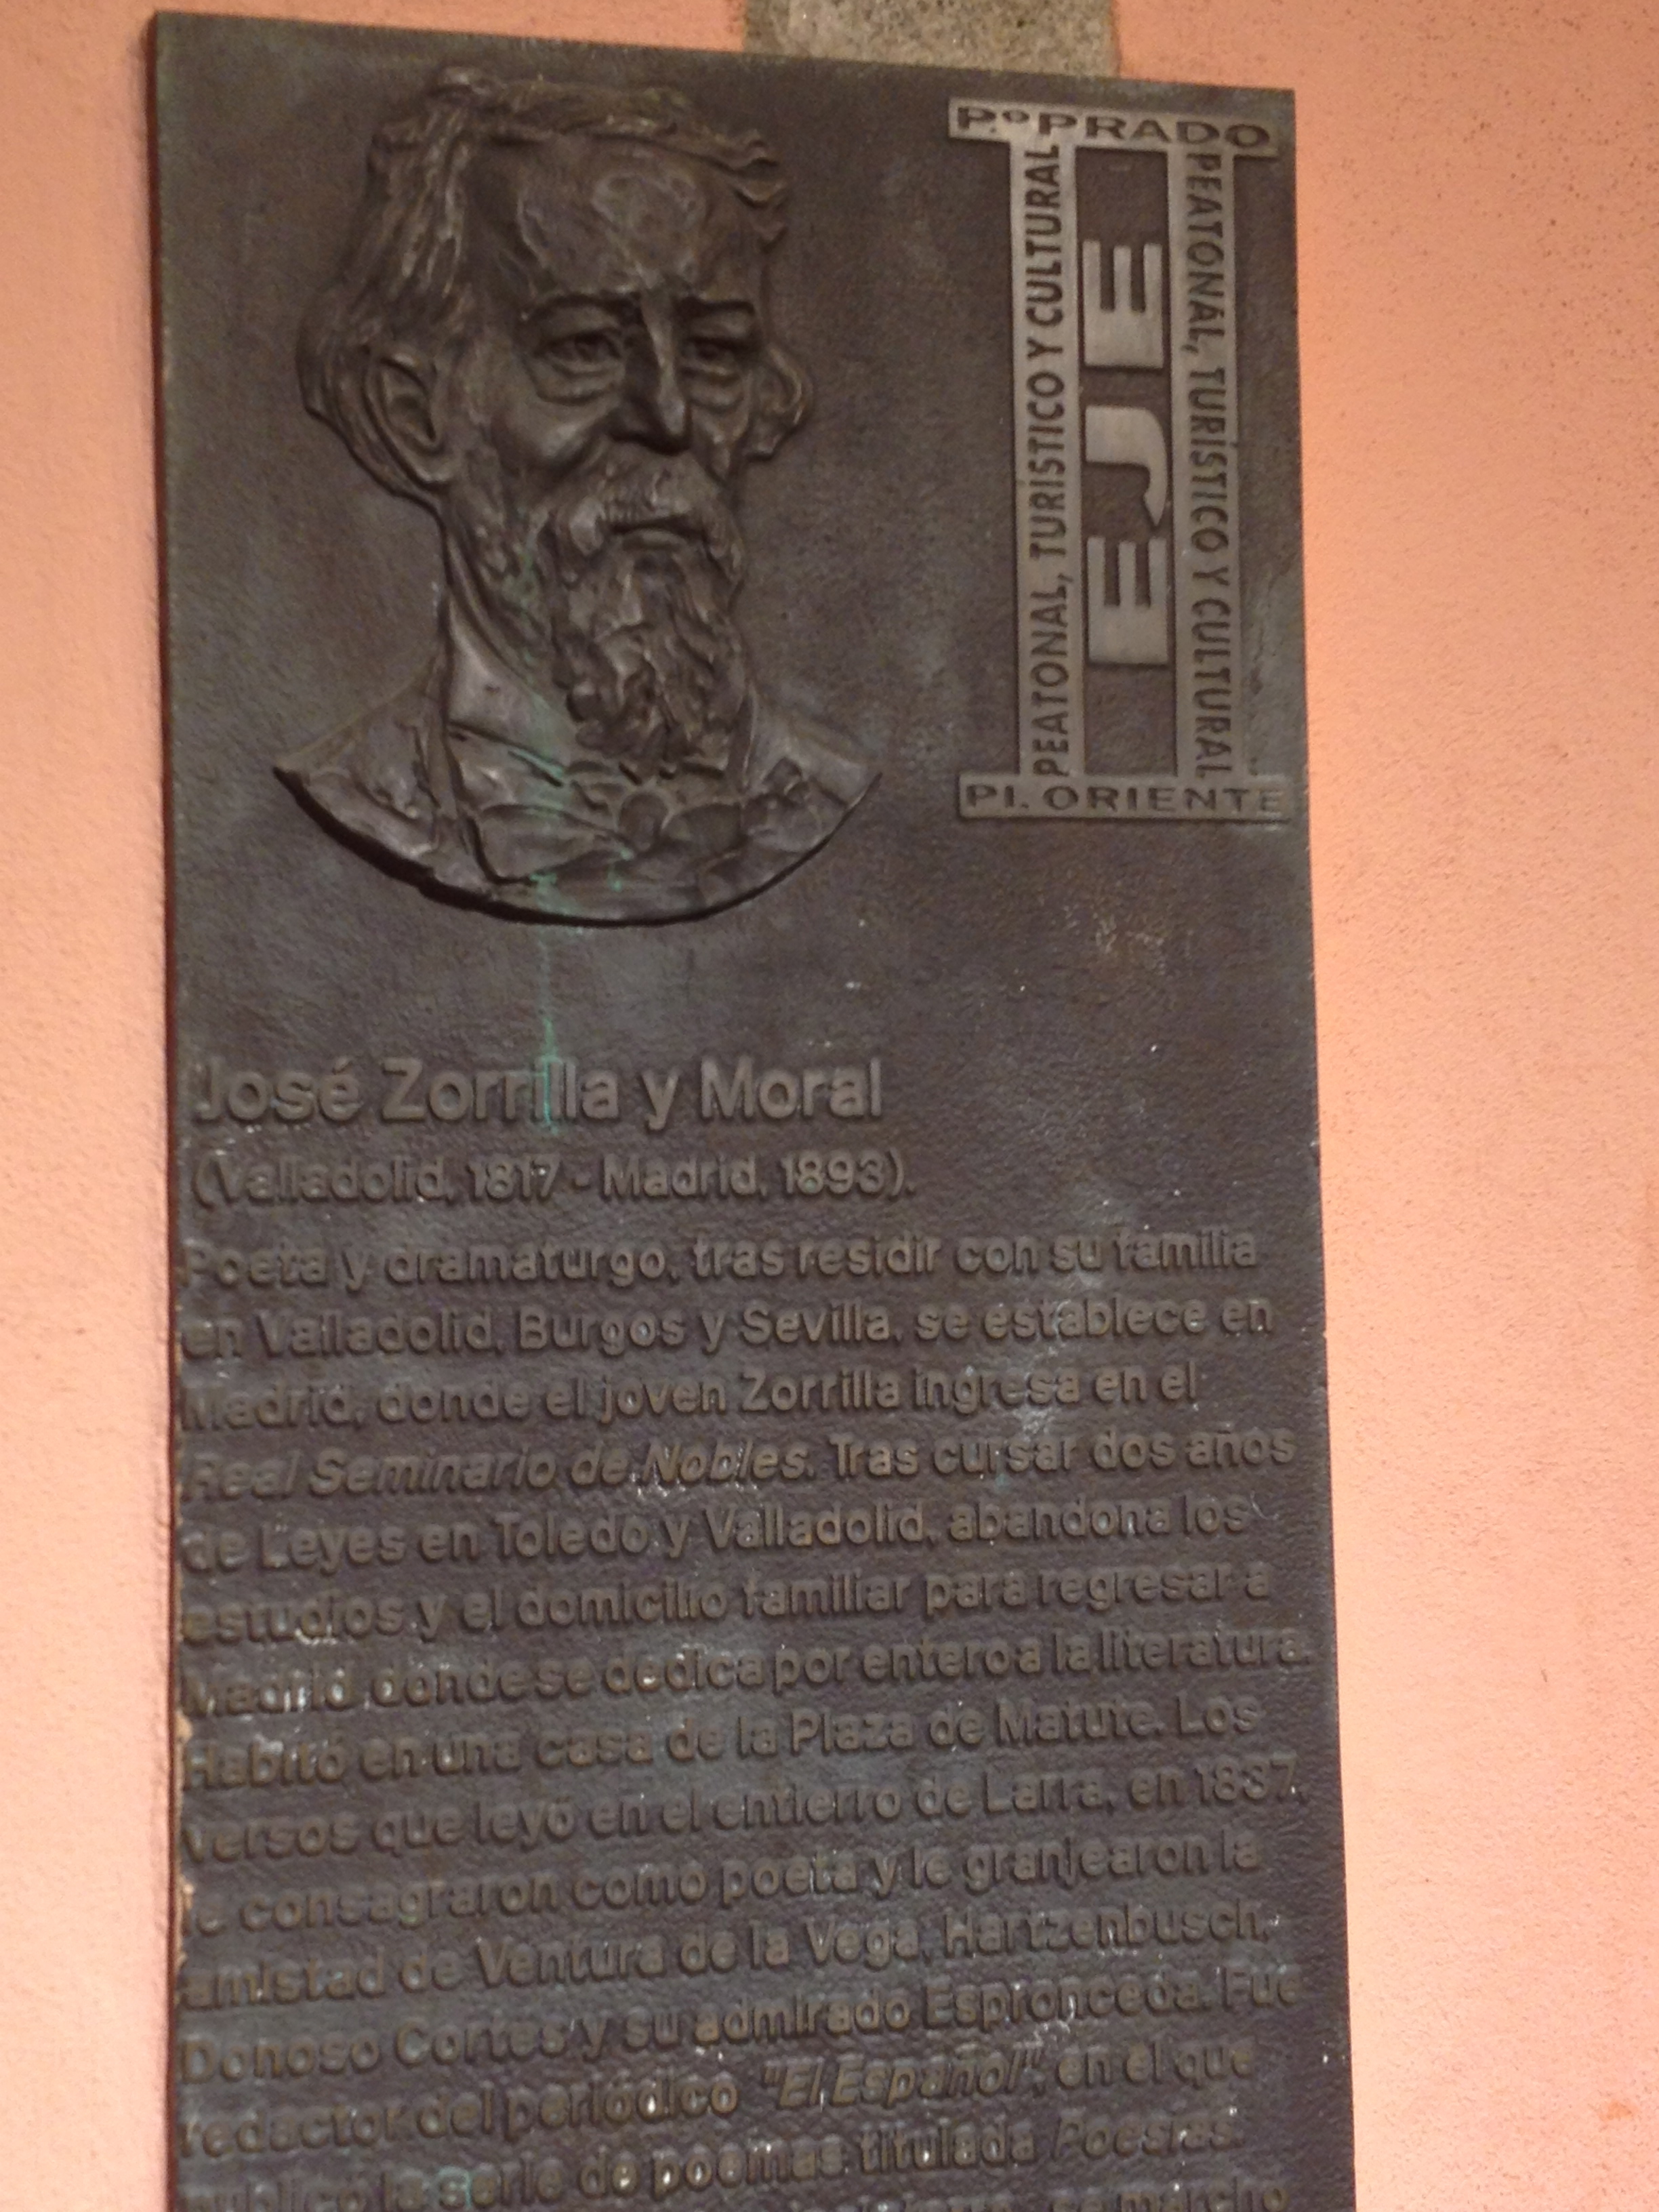 Pº PRADO
PEATONAL, TURÍSTICO Y CULTURAL
EJE
PEATONAL, TURÍSTICO Y CULTURAL
Pl. ORIENTE
José Zorrilla y Moral
(Valladolid, 1817 - Madrid, 1893).
Poeta y dramaturgo, tras residir con su familia
en Valladolid, Burgos y Sevilla, se establece en
Madrid, donde el joven Zorrilla ingresa en el
Real Seminario de Nobles. Tras cursar dos años
de Leyes en Toledo y Valladolid, abandona los
estudios y el domicilio familiar para regresar a
Madrid donde se dedica por entero a la literatura.
Habitó en una casa de la Plaza de Matute. Los
versos que leyó en el entierro de Larra, en 1837,
le consagraron como poeta y le granjearon la
amistad de Ventura de la Vega, Hartzenbusch,
Donoso Cortés y su admirado Espronceda. Fue
redactor del periódico "El Español", en el que
publicó la serie de poemas titulada Poesías.
se marchó